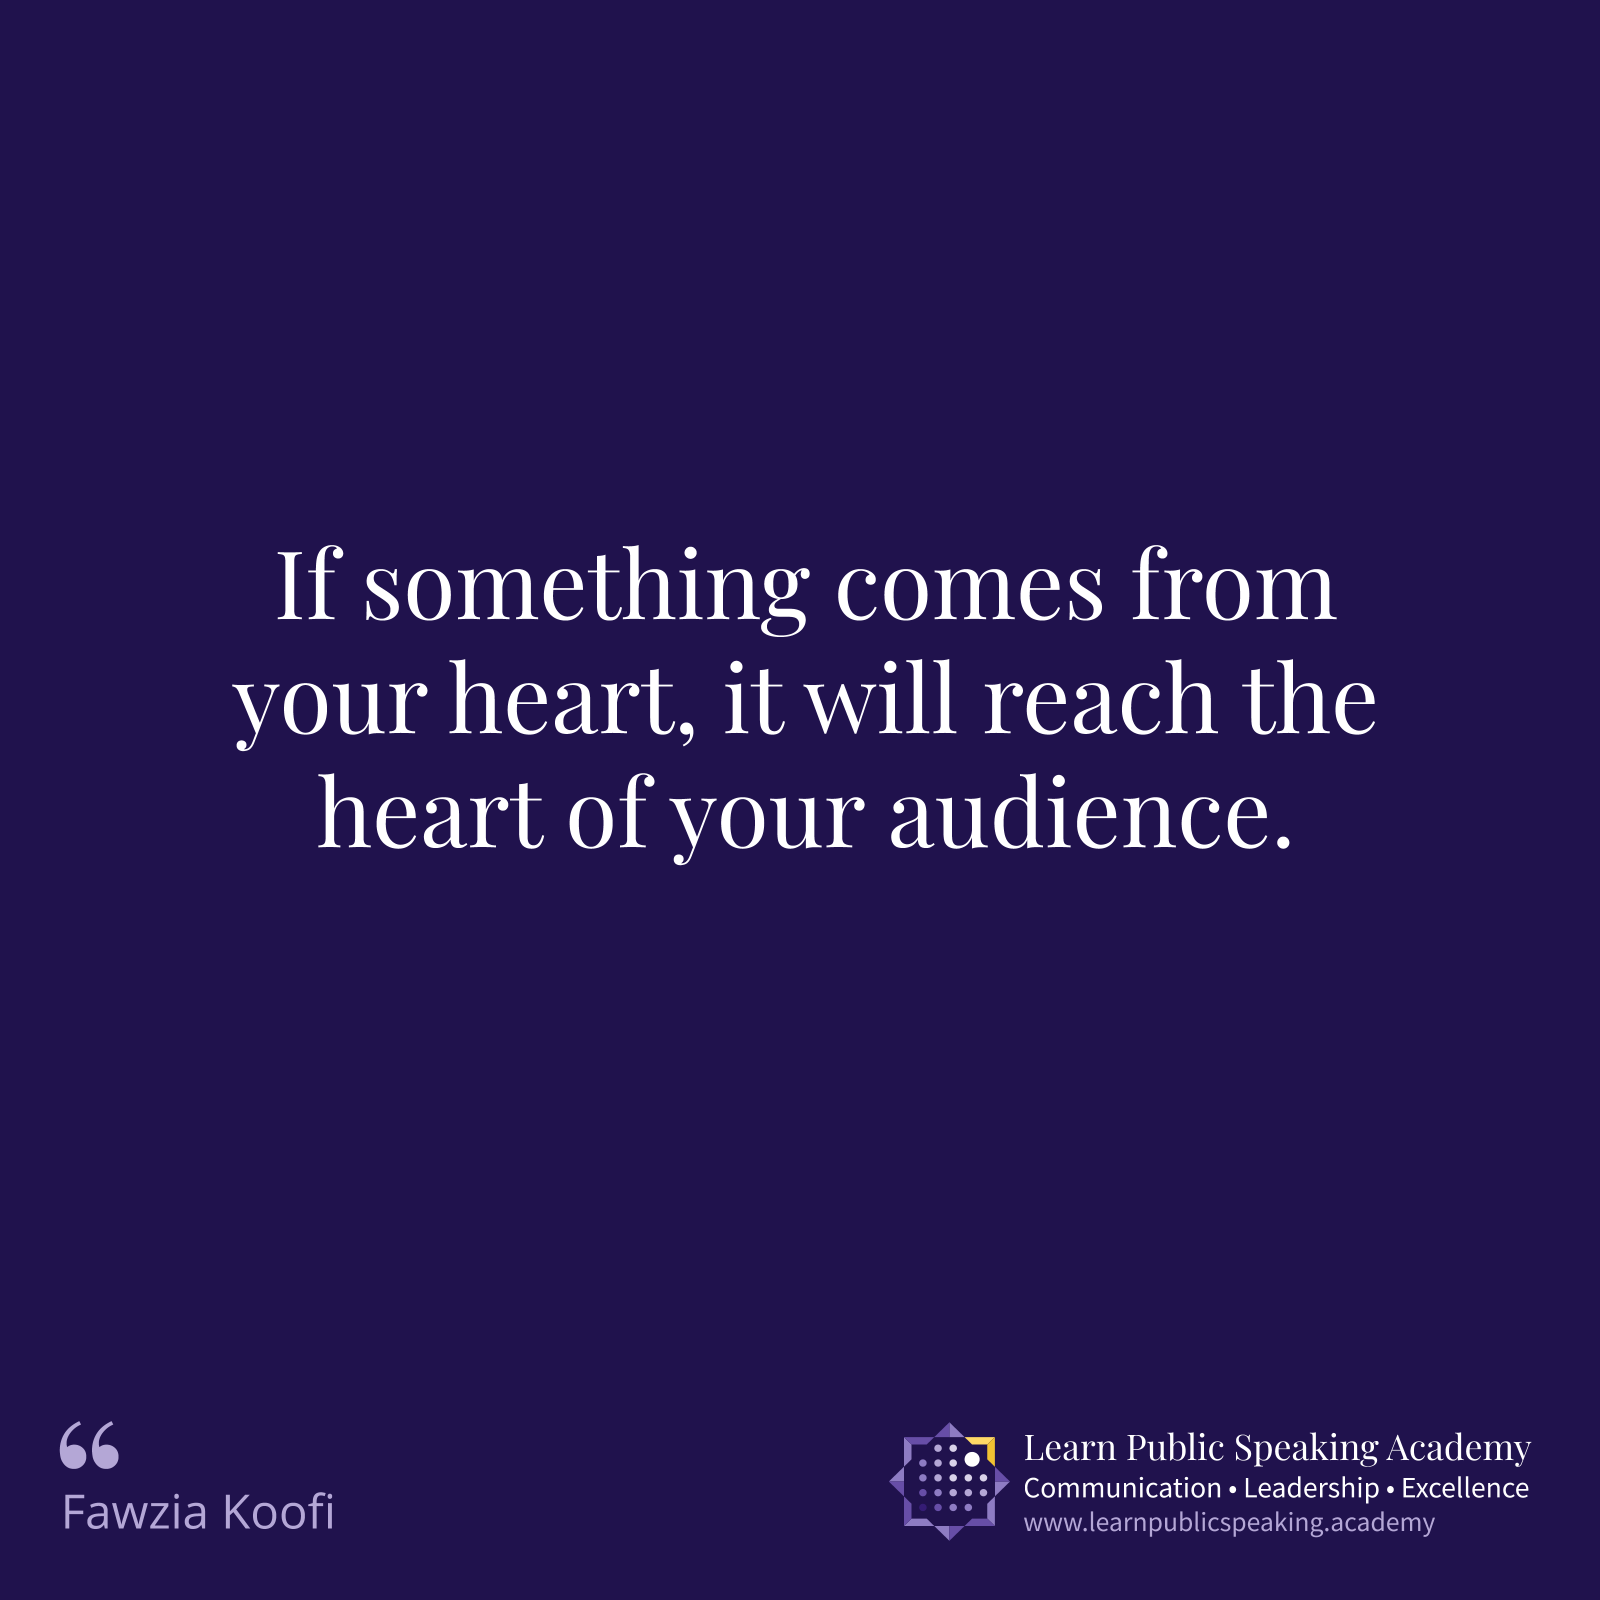 If something comes from
your heart, it will reach the
heart of your audience.
Fawzia Koofi
Learn Public Speaking Academy
Communication • Leadership • Excellence
www.learnpublicspeaking.academy